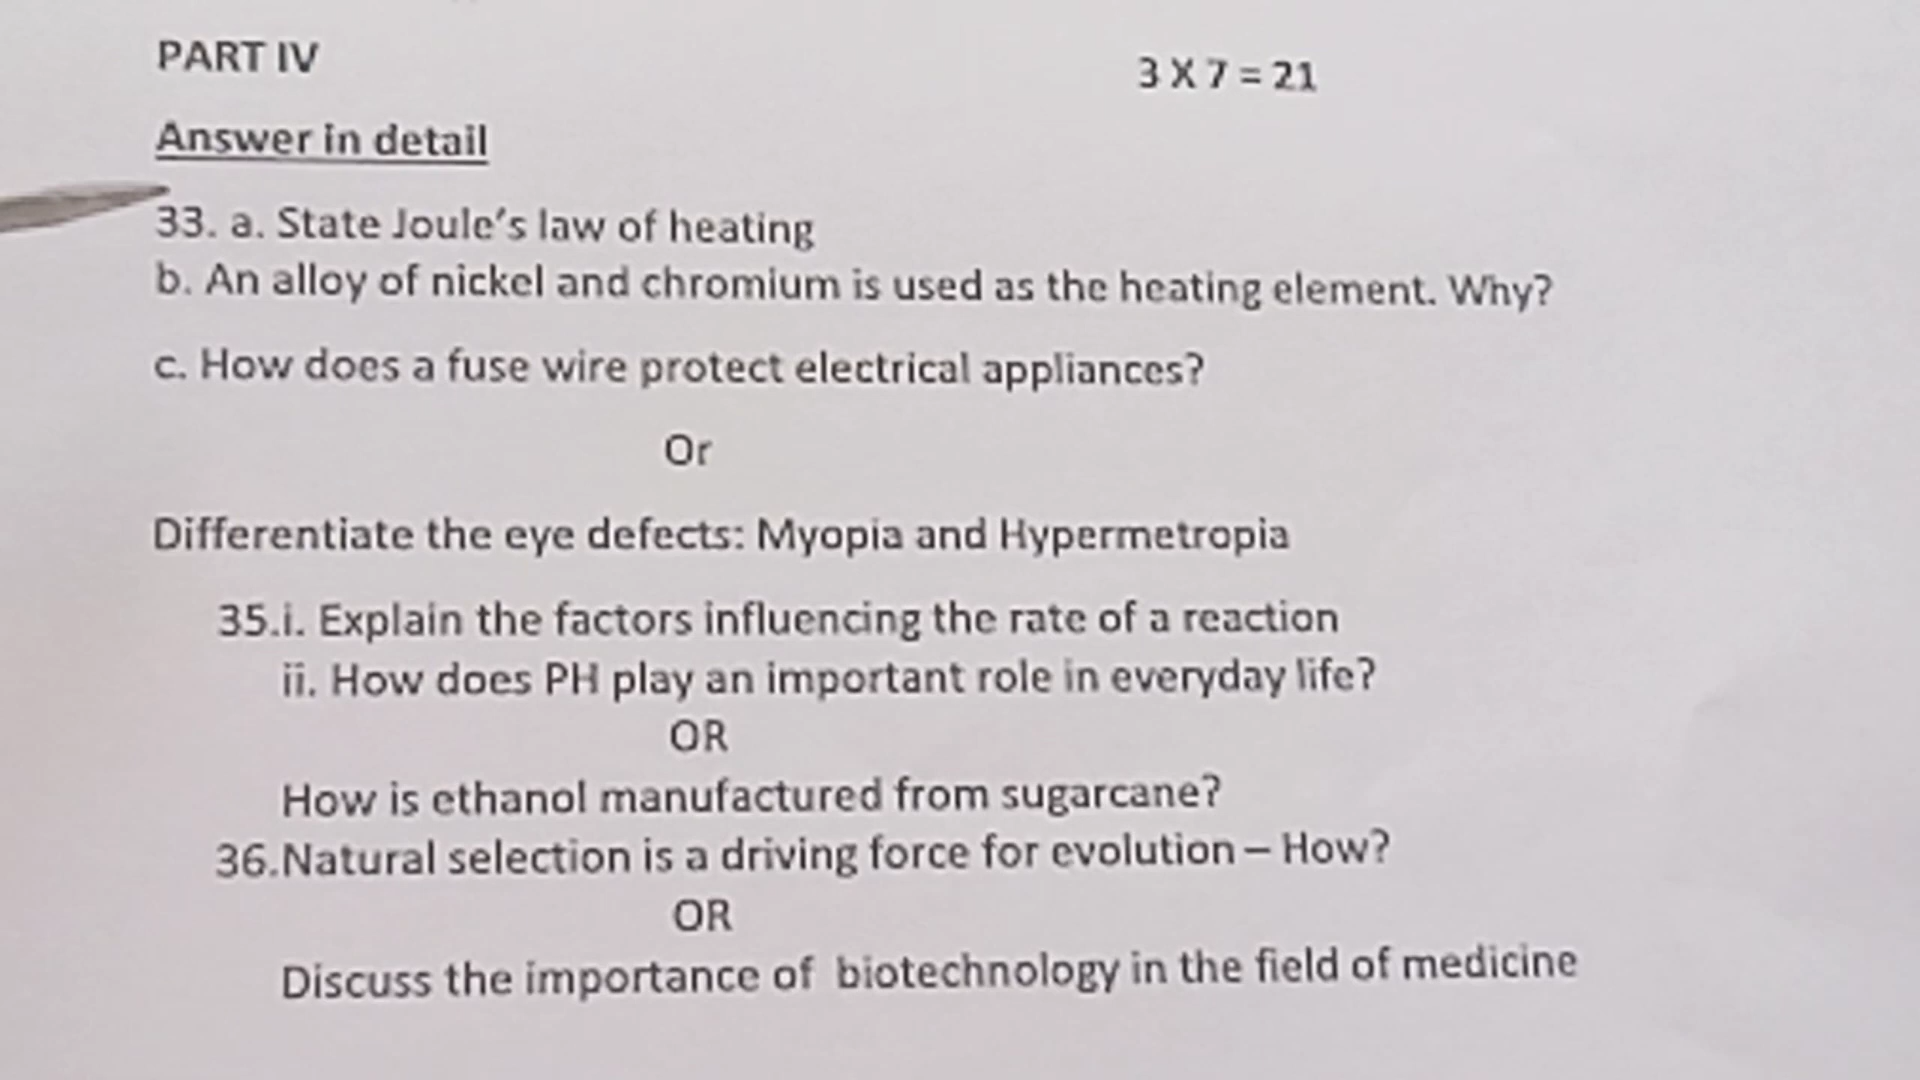 PART IV
3 X 7 = 21
Answer in detail
33. a. State Joule's law of heating
b. An alloy of nickel and chromium is used as the heating element. Why?
c. How does a fuse wire protect electrical appliances?
Or
Differentiate the eye defects: Myopia and Hypermetropia
35.i. Explain the factors influencing the rate of a reaction
ii. How does PH play an important role in everyday life?
OR
How is ethanol manufactured from sugarcane?
36.Natural selection is a driving force for evolution – How?
OR
Discuss the importance of biotechnology in the field of medicine